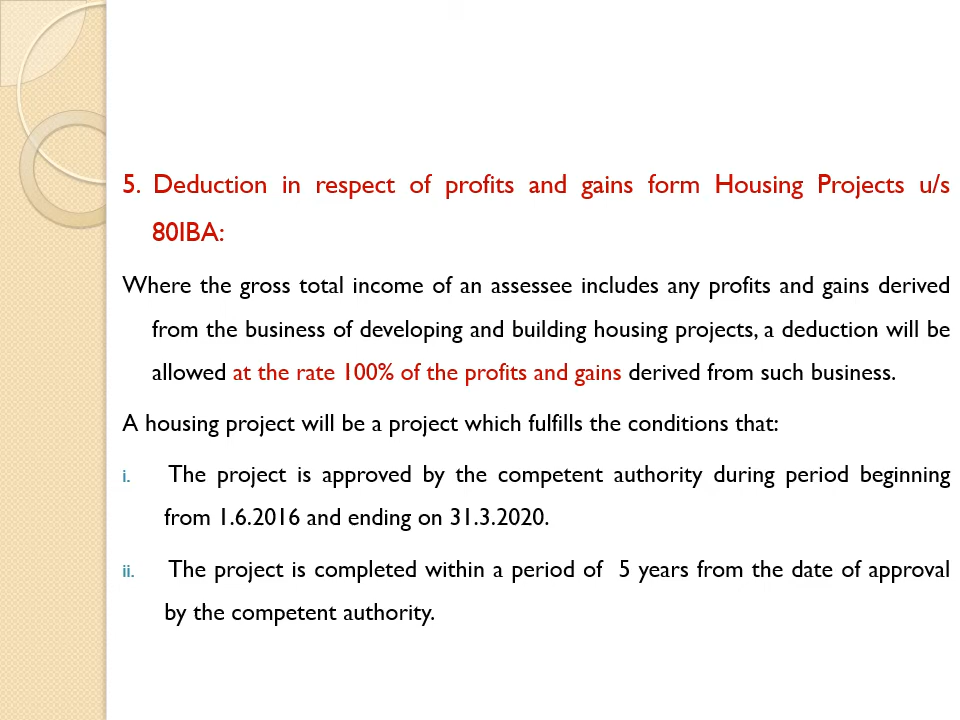 5. Deduction in respect of profits and gains form Housing Projects u/s
80IBA:
Where the gross total income of an assessee includes any profits and gains derived
from the business of developing and building housing projects, a deduction will be
allowed at the rate 100% of the profits and gains derived from such business.
A housing project will be a project which fulfills the conditions that:
i. The project is approved by the competent authority during period beginning
from 1.6.2016 and ending on 31.3.2020.
ii. The project is completed within a period of 5 years from the date of approval
by the competent authority.